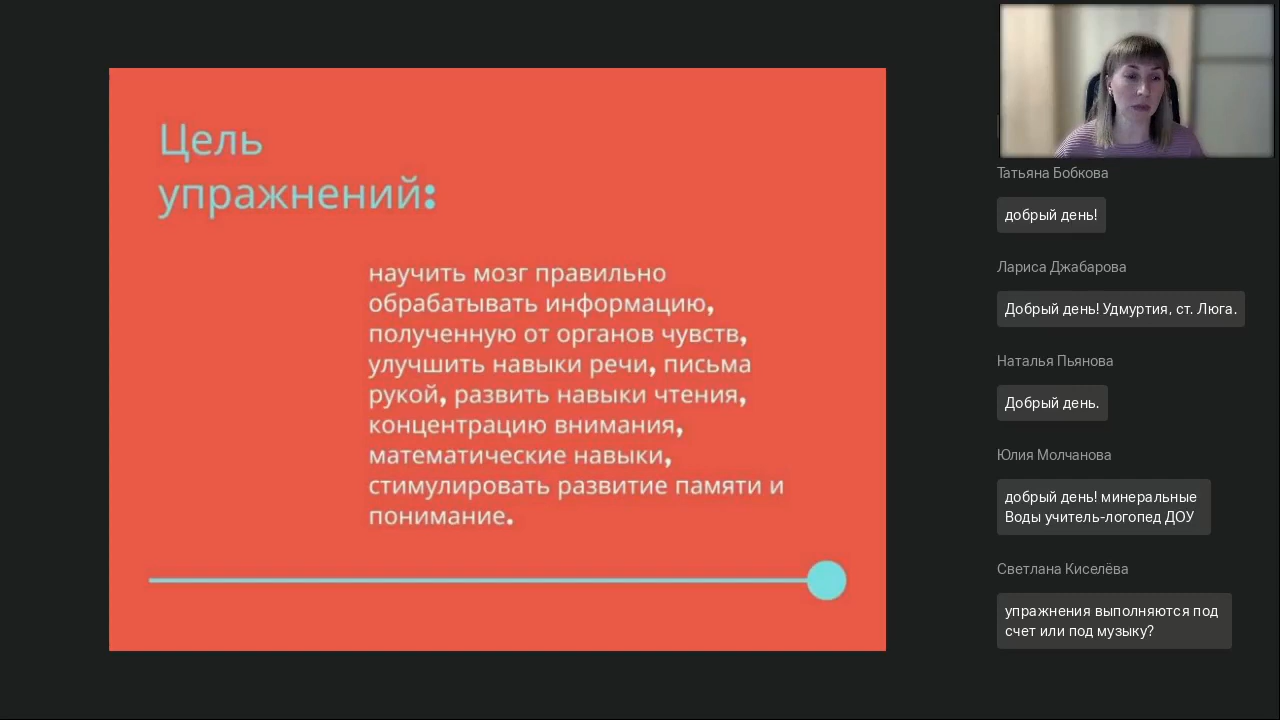 Цель
упражнений:
научить мозг правильно
обрабатывать информацию,
полученную от органов чувств,
улучшить навыки речи, письма
рукой, развить навыки чтения,
концентрацию внимания,
математические навыки,
стимулировать развитие памяти и
понимание.
Татьяна Бобкова
добрый день!
Лариса Джабарова
Добрый день! Удмуртия, ст. Люга.
Наталья Пьянова
Добрый день.
Юлия Молчанова
добрый день! минеральные
Воды учитель-логопед ДОУ
Светлана Киселёва
упражнения выполняются под
счет или под музыку?